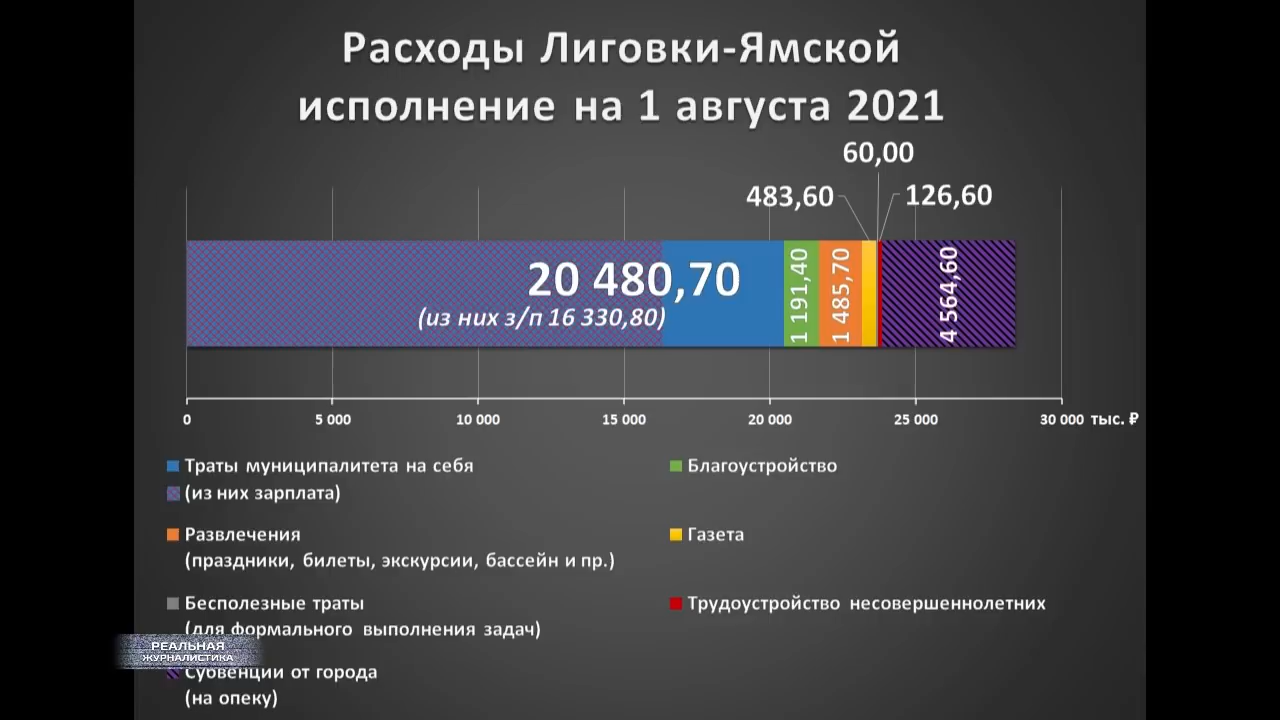 Расходы Лиговки-Ямской
исполнение на 1 августа 2021
60,00
483,60
126,60
20 480,70
(из них з/п 16 330,80)
1 191,40
1 485,70
4 564,60
0
5 000
10 000
15 000
20 000
25 000
30 000 тыс. ₽
Траты муниципалитета на себя
(из них зарплата)
Благоустройство
Развлечения
(праздники, билеты, экскурсии, бассейн и пр.)
Газета
Бесполезные траты
(для формального выполнения задач)
Трудоустройство несовершеннолетних
РЕАЛЬНАЯ
ЖУРНАЛИСТИКА
Субвенции от города
(на опеку)